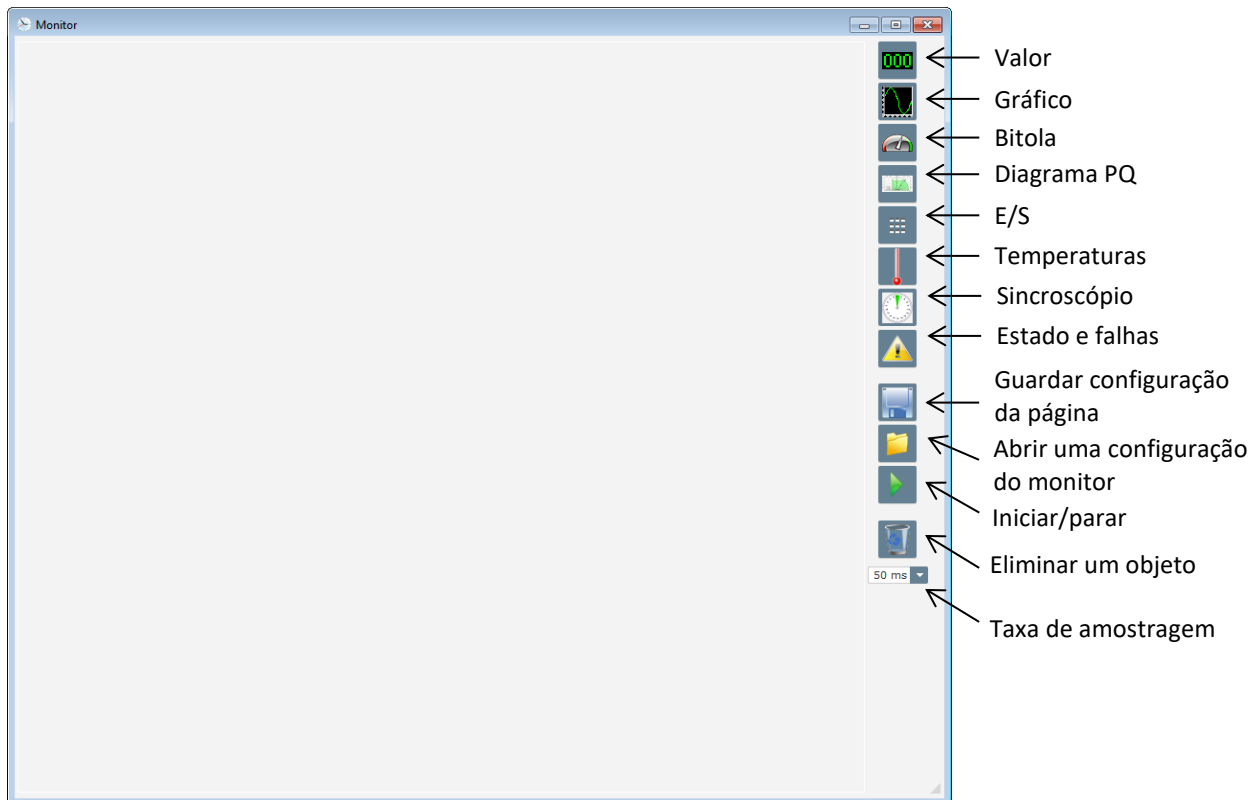 Monitor
000
Valor
Gráfico
Bitola
Diagrama PQ
E/S
Temperaturas
Sincroscópio
Estado e falhas
Guardar configuração
da página
Abrir uma configuração
do monitor
Iniciar/parar
Eliminar um objeto
50 ms
Taxa de amostragem